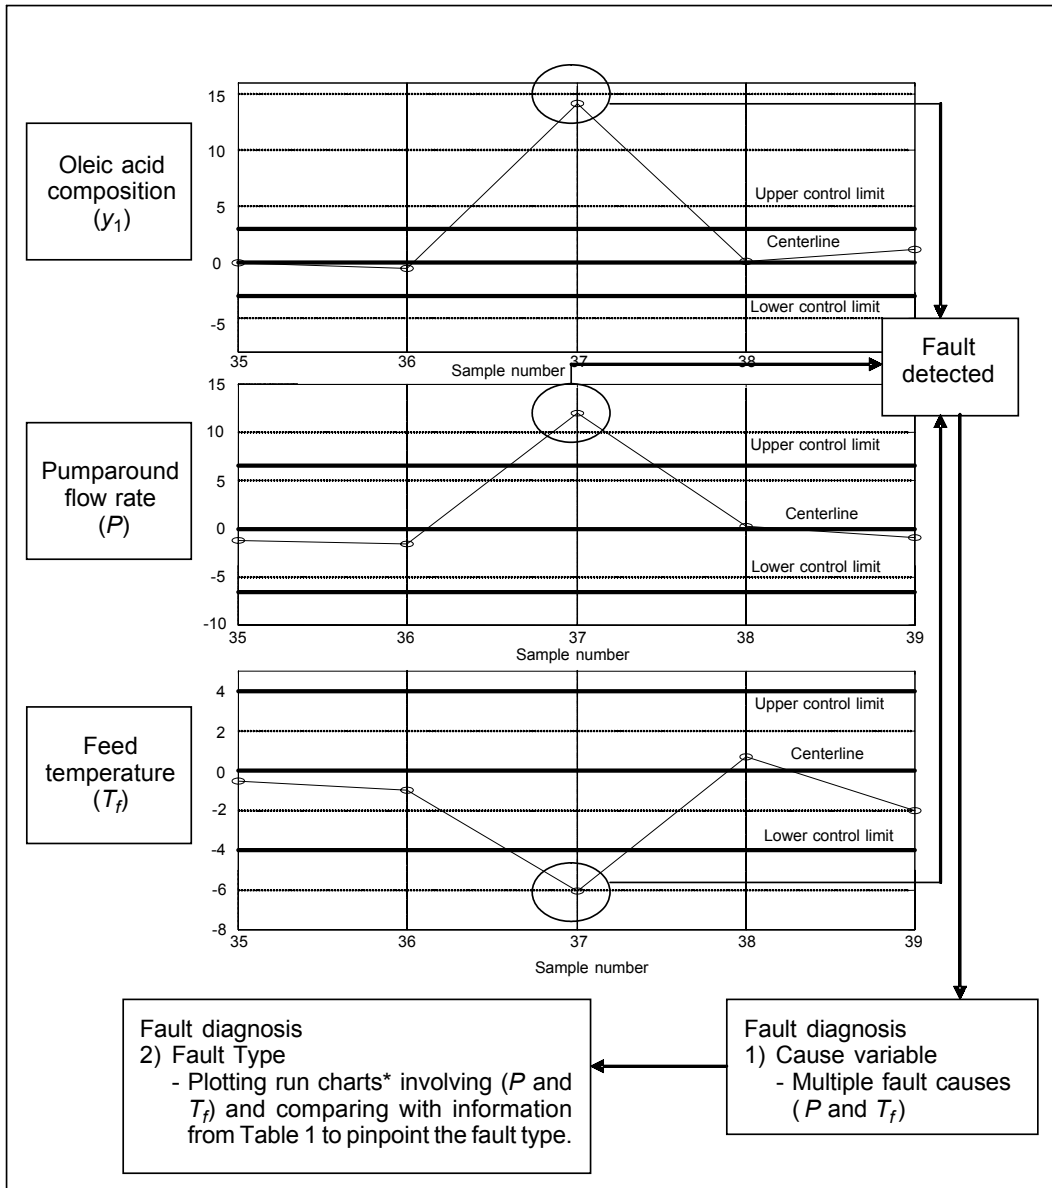 Oleic acid
composition
(y1)
15
10
5
0
-5
Upper control limit
Centerline
Lower control limit
35
36
37
38
Sample number
Fault
detected
Pumparound
flow rate
(P)
15
10
5
0
-5
-10
Upper control limit
Centerline
Lower control limit
35
36
37
38
39
Sample number
Feed
temperature
(Tf)
4
2
0
-2
-4
-6
-8
Upper control limit
Centerline
Lower control limit
35
36
37
38
39
Sample number
Fault diagnosis
2) Fault Type
- Plotting run charts* involving (P and
Tf) and comparing with information
from Table 1 to pinpoint the fault type.
Fault diagnosis
1) Cause variable
- Multiple fault causes
(P and Tf)